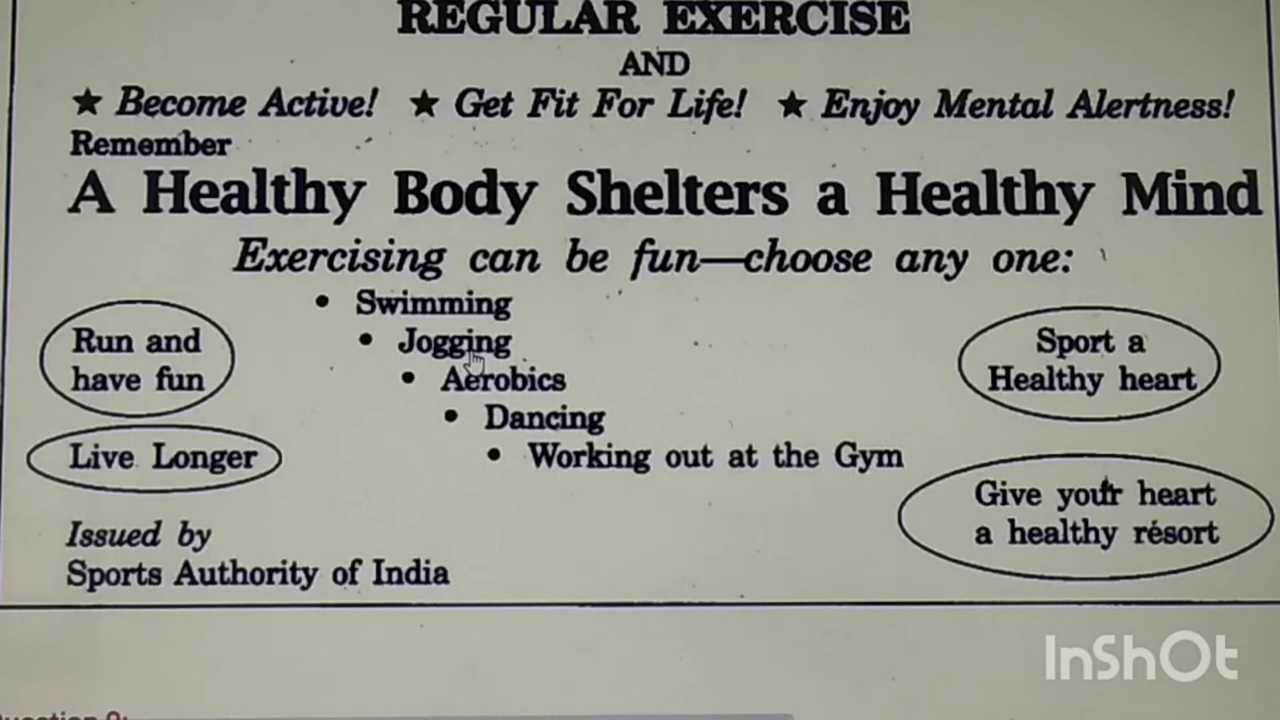 REGULAR EXERCISE
AND
★ Become Active! ★ Get Fit For Life! ★ Enjoy Mental Alertness!
Remember
A Healthy Body Shelters a Healthy Mind
Exercising can be fun—choose any one:
• Swimming
• Jogging
• Aerobics
• Dancing
• Working out at the Gym
Run and
have fun
Live Longer
Sport a
Healthy heart
Give your heart
a healthy resort
Issued by
Sports Authority of India
InShOt